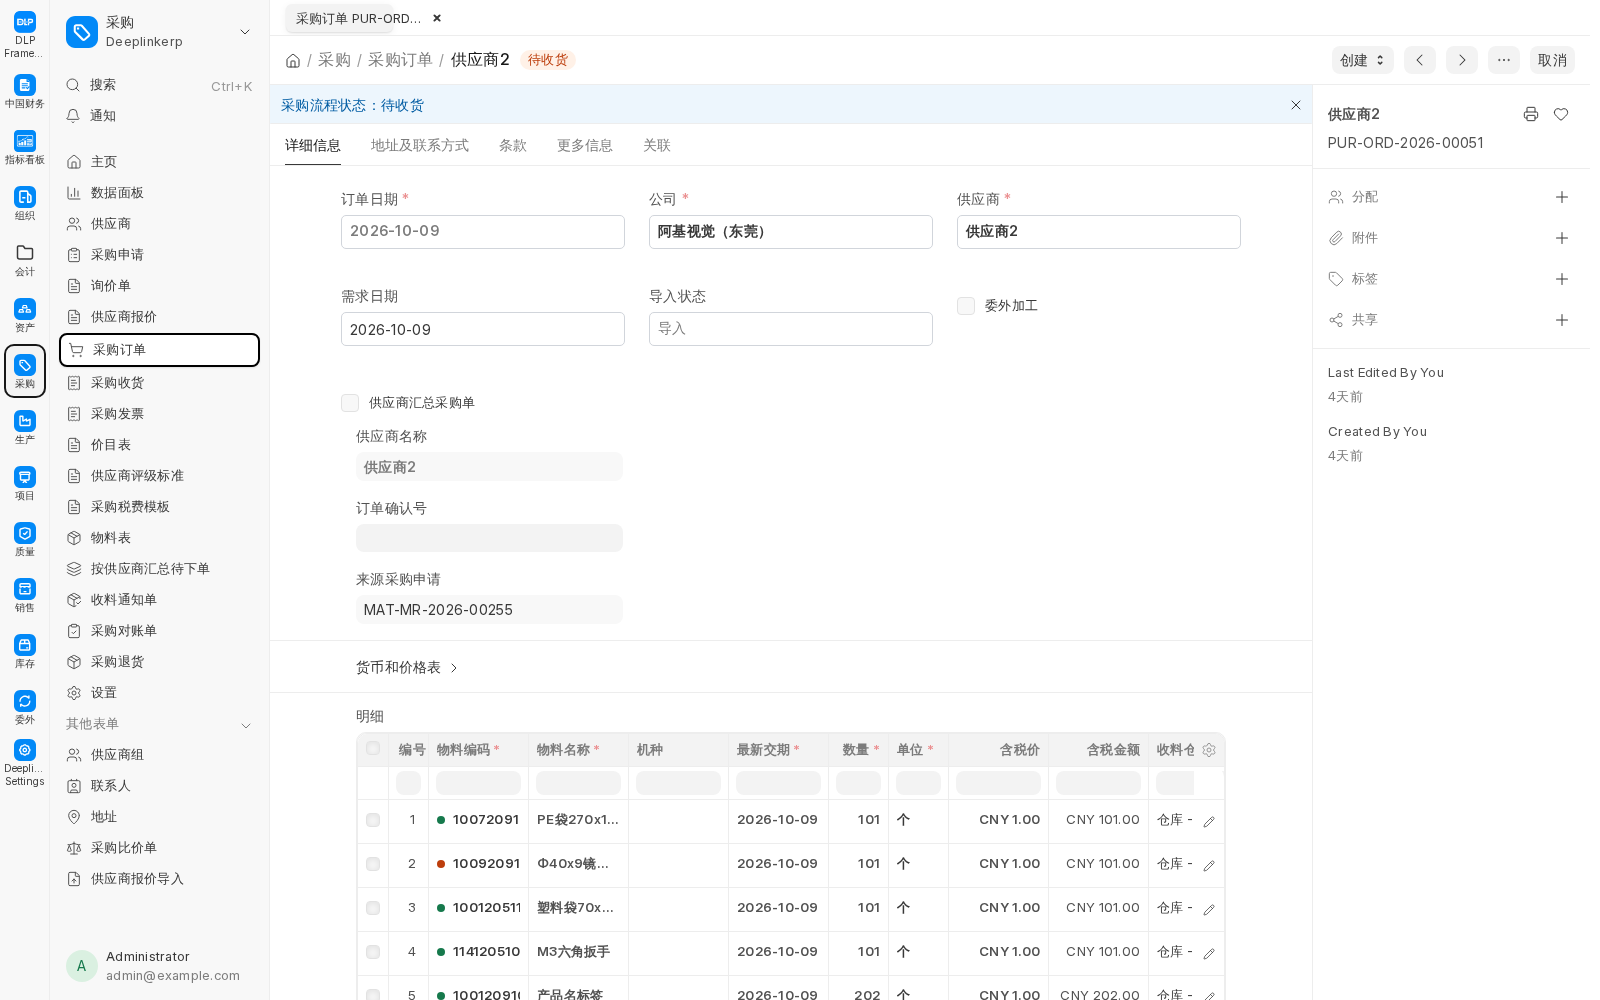 DLP
DLP
Frame...
中国财务
指标看板
组织
会计
资产
采购
生产
项目
质量
销售
库存
委外
Deepli...
Settings
采购
Deeplinkerp
搜索 Ctrl+K
通知
主页
数据面板
供应商
采购申请
询价单
供应商报价
采购订单
采购收货
采购发票
价目表
供应商评级标准
采购税费模板
物料表
按供应商汇总待下单
收料通知单
采购对账单
采购退货
设置
其他表单
供应商组
联系人
地址
采购比价单
供应商报价导入
A
Administrator
admin@example.com
采购订单 PUR-ORD...
采购 / 采购订单 / 供应商2 待收货
创建 ··· 取消
采购流程状态：待收货
详细信息 地址及联系方式 条款 更多信息 关联
订单日期 * 公司 * 供应商 *
2026-10-09 阿基视觉（东莞） 供应商2
需求日期 导入状态 委外加工
2026-10-09 导入
供应商汇总采购单
供应商名称
供应商2
订单确认号
来源采购申请
MAT-MR-2026-00255
货币和价格表
明细
编号 物料编码 * 物料名称 * 机种 最新交期 * 数量 * 单位 * 含税价 含税金额 收料仓
1 10072091 PE袋270x1... 2026-10-09 101 个 CNY 1.00 CNY 101.00 仓库 -
2 10092091 Φ40x9镜... 2026-10-09 101 个 CNY 1.00 CNY 101.00 仓库 -
3 100120511 塑料袋70x... 2026-10-09 101 个 CNY 1.00 CNY 101.00 仓库 -
4 114120510 M3六角扳手 2026-10-09 101 个 CNY 1.00 CNY 101.00 仓库 -
5 10012091 产品名标签 2026-10-09 202 个 CNY 1.00 CNY 202.00 仓库 -
供应商2
PUR-ORD-2026-00051
分配
附件
标签
共享
Last Edited By You
4天前
Created By You
4天前